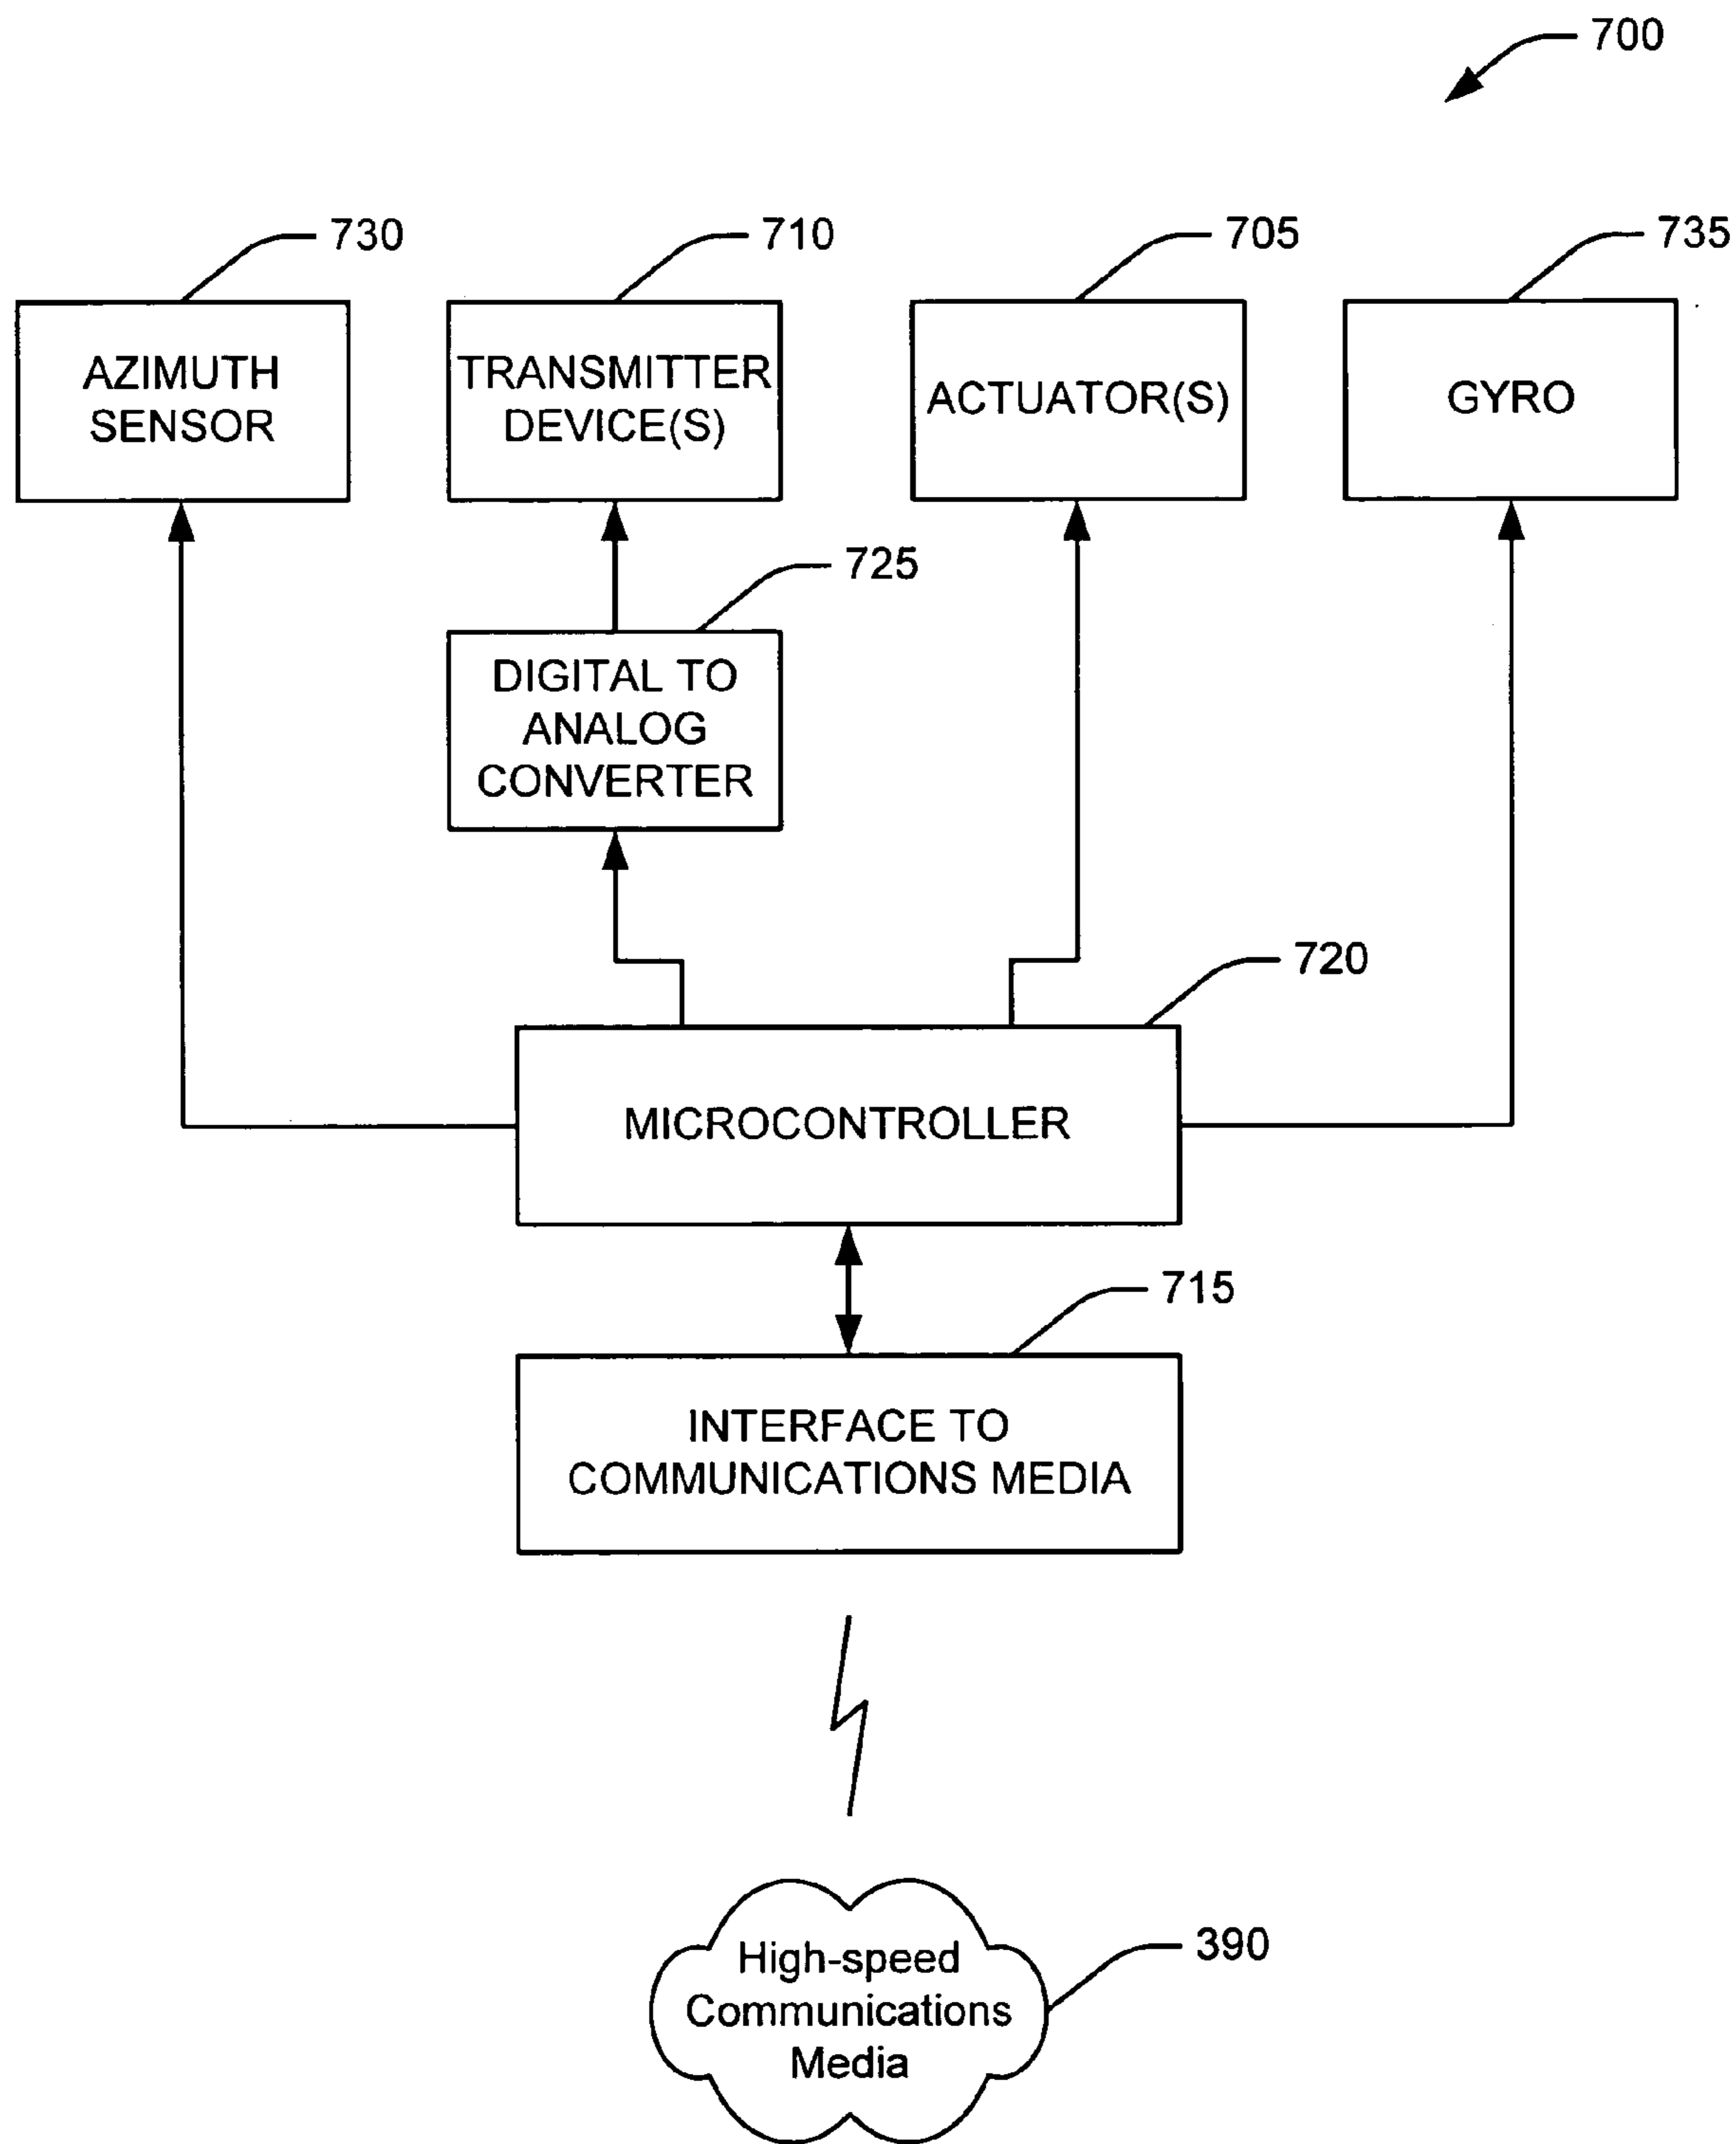 700
730
710
705
735
AZIMUTH
SENSOR
TRANSMITTER
DEVICE(S)
ACTUATOR(S)
GYRO
725
DIGITAL TO
ANALOG
CONVERTER
720
MICROCONTROLLER
715
INTERFACE TO
COMMUNICATIONS MEDIA
390
High-speed
Communications
Media